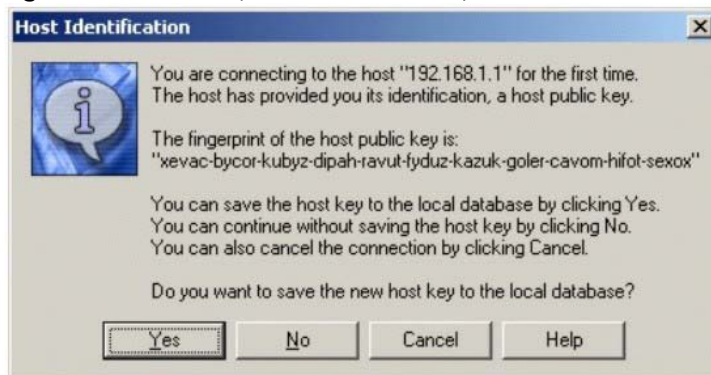 Host Identification
You are connecting to the host "192.168.1.1" for the first time.
The host has provided you its identification, a host public key.
The fingerprint of the host public key is:
"xevac-bycor-kubyz-dipah-ravut-fyduz-kazuk-goler-cavom-hifot-sexox"
You can save the host key to the local database by clicking Yes.
You can continue without saving the host key by clicking No.
You can also cancel the connection by clicking Cancel.
Do you want to save the new host key to the local database?
Yes No Cancel Help